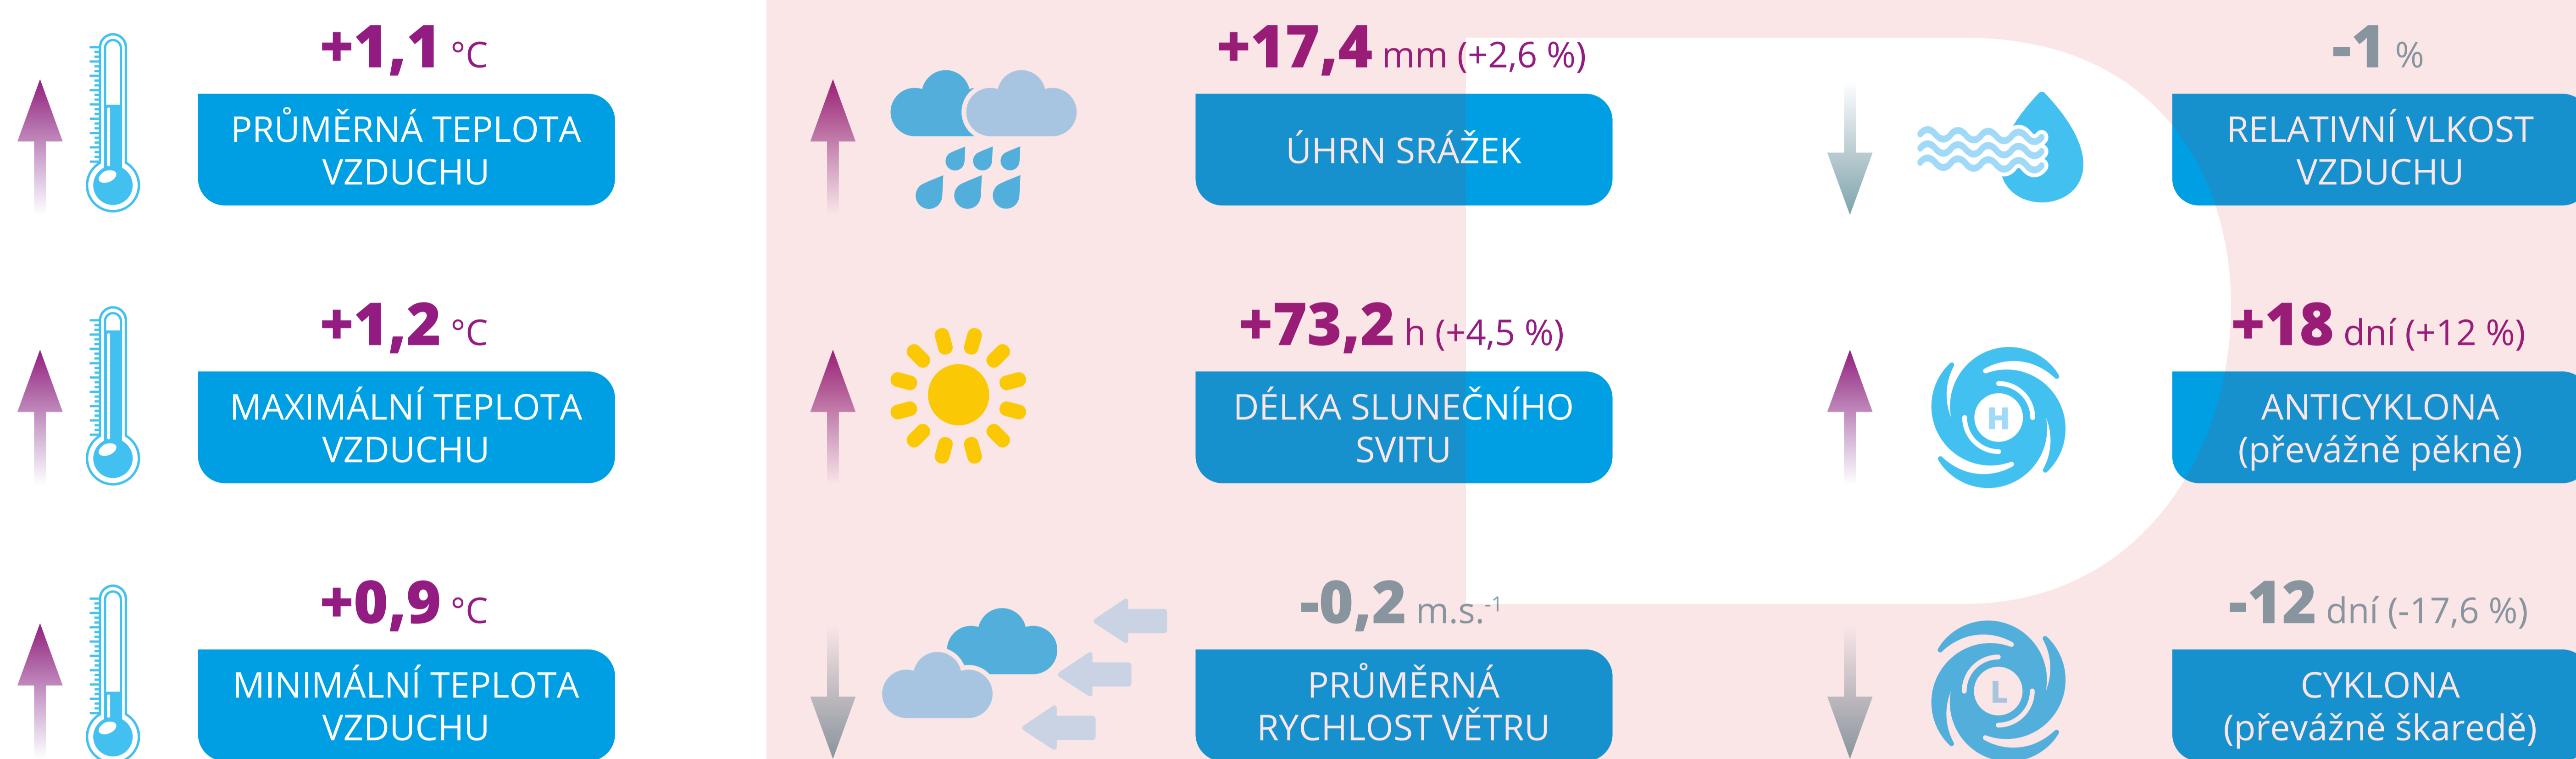 +1,1 °C
PRŮMĚRNÁ TEPLOTA
VZDUCHU
+17,4 mm (+2,6 %)
ÚHRN SRÁŽEK
-1 %
RELATIVNÍ VLKOST
VZDUCHU
+1,2 °C
MAXIMÁLNÍ TEPLOTA
VZDUCHU
+73,2 h (+4,5 %)
DÉLKA SLUNEČNÍHO
SVITU
H
+18 dní (+12 %)
ANTICYKLONA
(převážně pěkně)
+0,9 °C
MINIMÁLNÍ TEPLOTA
VZDUCHU
-0,2 m.s.⁻¹
PRŮMĚRNÁ
RYCHLOST VĚTRU
L
-12 dní (-17,6 %)
CYKLONA
(převážně škaredě)